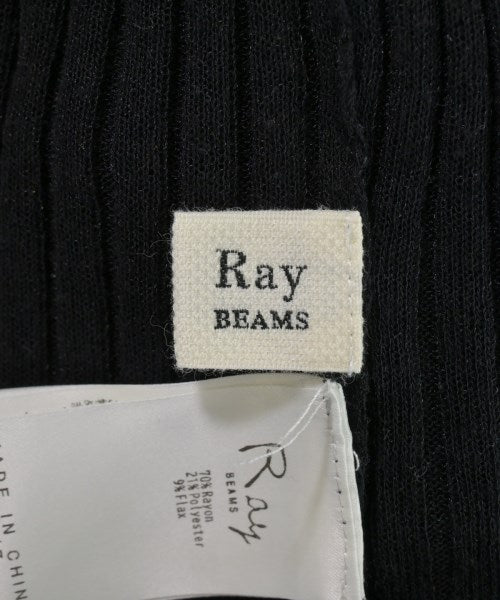 Ray
BEAMS
Ray
BEAMS
70% Rayon
21% Polyester
9% Flax
MADE IN CHIN